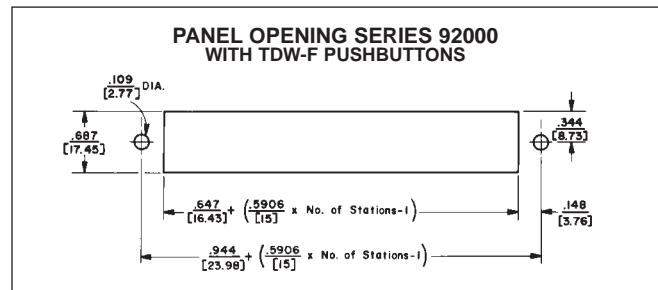 PANEL OPENING SERIES 92000
WITH TDW-F PUSHBUTTONS
.109
[2.77] DIA.
.687
[17.45]
.344
[8.73]
.647
[16.43] + (.5906
[15] x No. of Stations-1)
.148
[3.76]
.944
[23.98] + (.5906
[15] x No. of Stations-1)